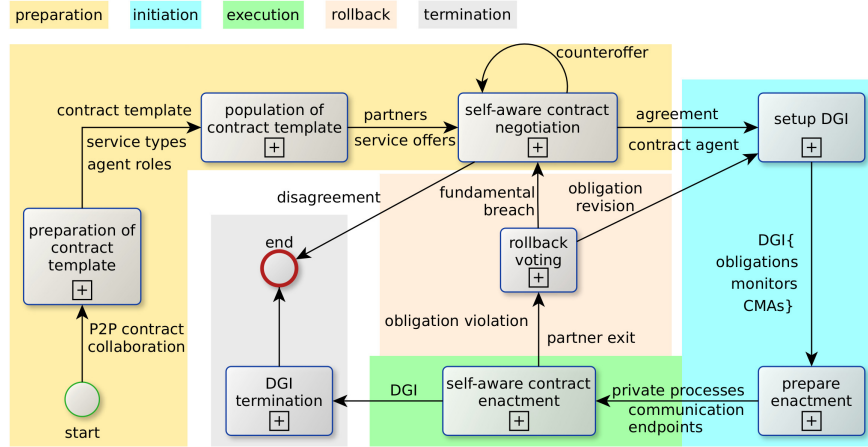 preparation
initiation
execution
rollback
termination
counteroffer
contract template
service types
agent roles
population of
contract template
partners
service offers
self-aware contract
negotiation
agreement
contract agent
setup DGI
disagreement
fundamental
breach
obligation
revision
preparation of
contract
template
end
rollback
voting
DGI{
obligations
monitors
CMAs}
P2P contract
collaboration
obligation violation
partner exit
start
DGI
termination
DGI
self-aware contract
enactment
private processes
communication
endpoints
prepare
enactment